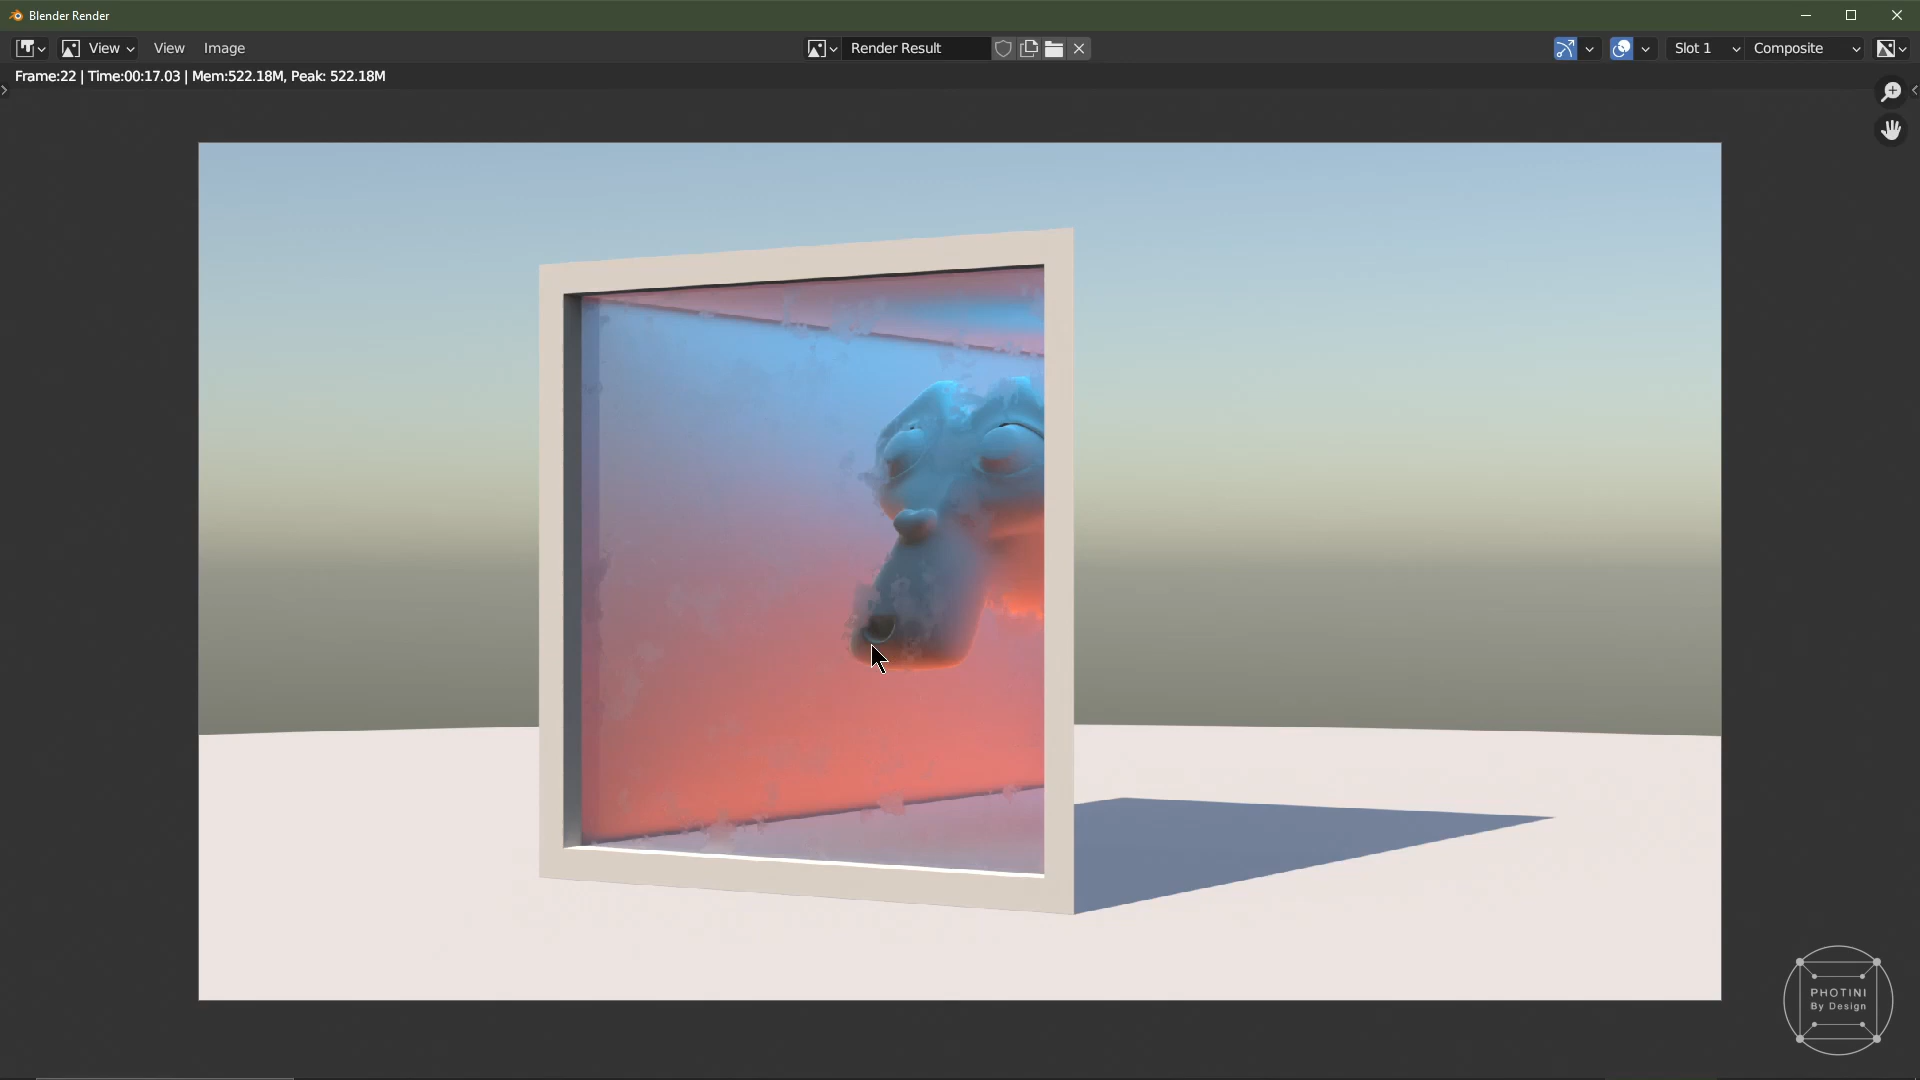 Blender Render
View View Image Render Result Slot 1 Composite
Frame:22 | Time:00:17.03 | Mem:522.18M, Peak: 522.18M
PHOTINI
By Design